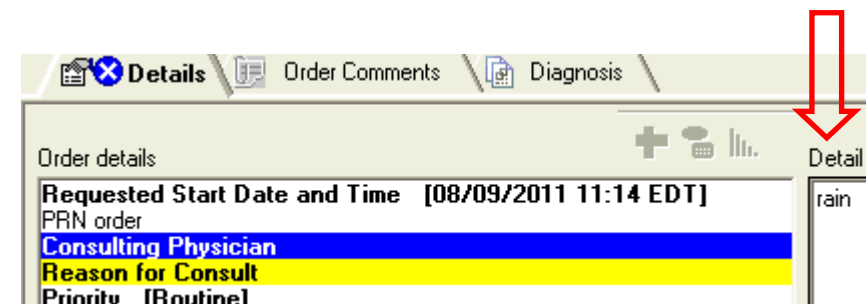 Details Order Comments Diagnosis
Order details
Detail
Requested Start Date and Time [08/09/2011 11:14 EDT]
rain
PRN order
Consulting Physician
Reason for Consult
Priority [Routine]